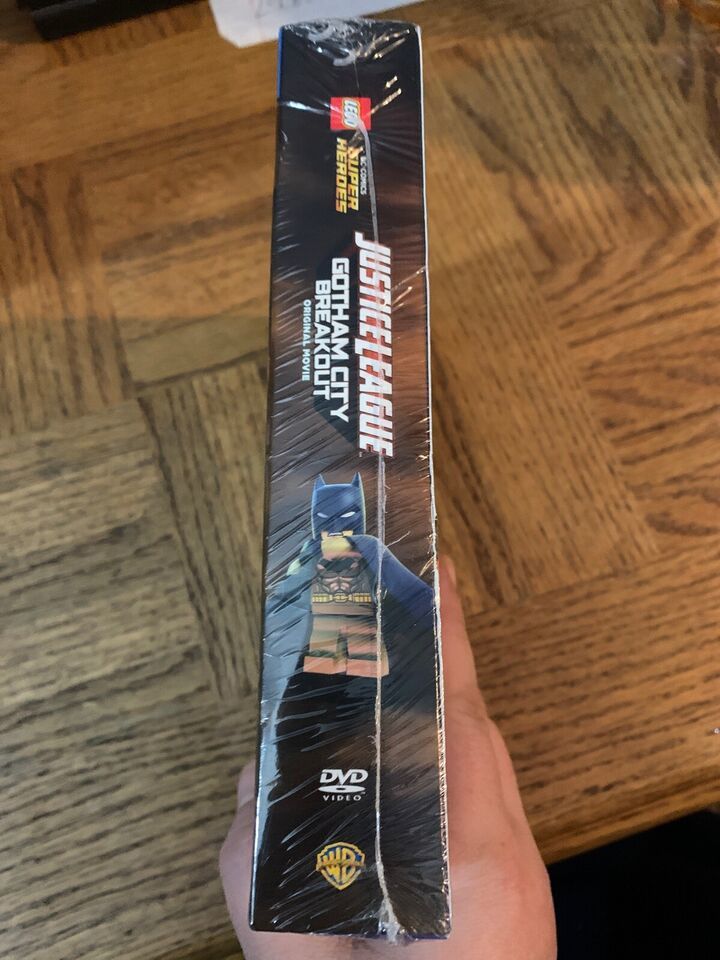 LEGO
DC COMICS
SUPER
HEROES
JUSTICE LEAGUE
GOTHAM CITY
BREAKOUT
ORIGINAL MOVIE
DVD
VIDEO
WB